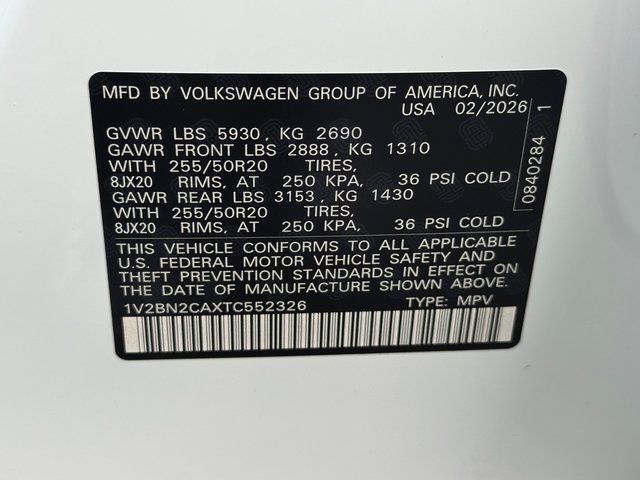 MFD BY VOLKSWAGEN GROUP OF AMERICA, INC.
USA 02/2026
GVWR LBS 5930, KG 2690
GAWR FRONT LBS 2888, KG 1310
WITH 255/50R20 TIRES,
8JX20 RIMS, AT 250 KPA, 36 PSI COLD
GAWR REAR LBS 3153, KG 1430
WITH 255/50R20 TIRES,
8JX20 RIMS, AT 250 KPA, 36 PSI COLD
THIS VEHICLE CONFORMS TO ALL APPLICABLE
U.S. FEDERAL MOTOR VEHICLE SAFETY AND
THEFT PREVENTION STANDARDS IN EFFECT ON
THE DATE OF MANUFACTURE SHOWN ABOVE.
1V2BN2CAXTC552326 TYPE: MPV
0840284 1